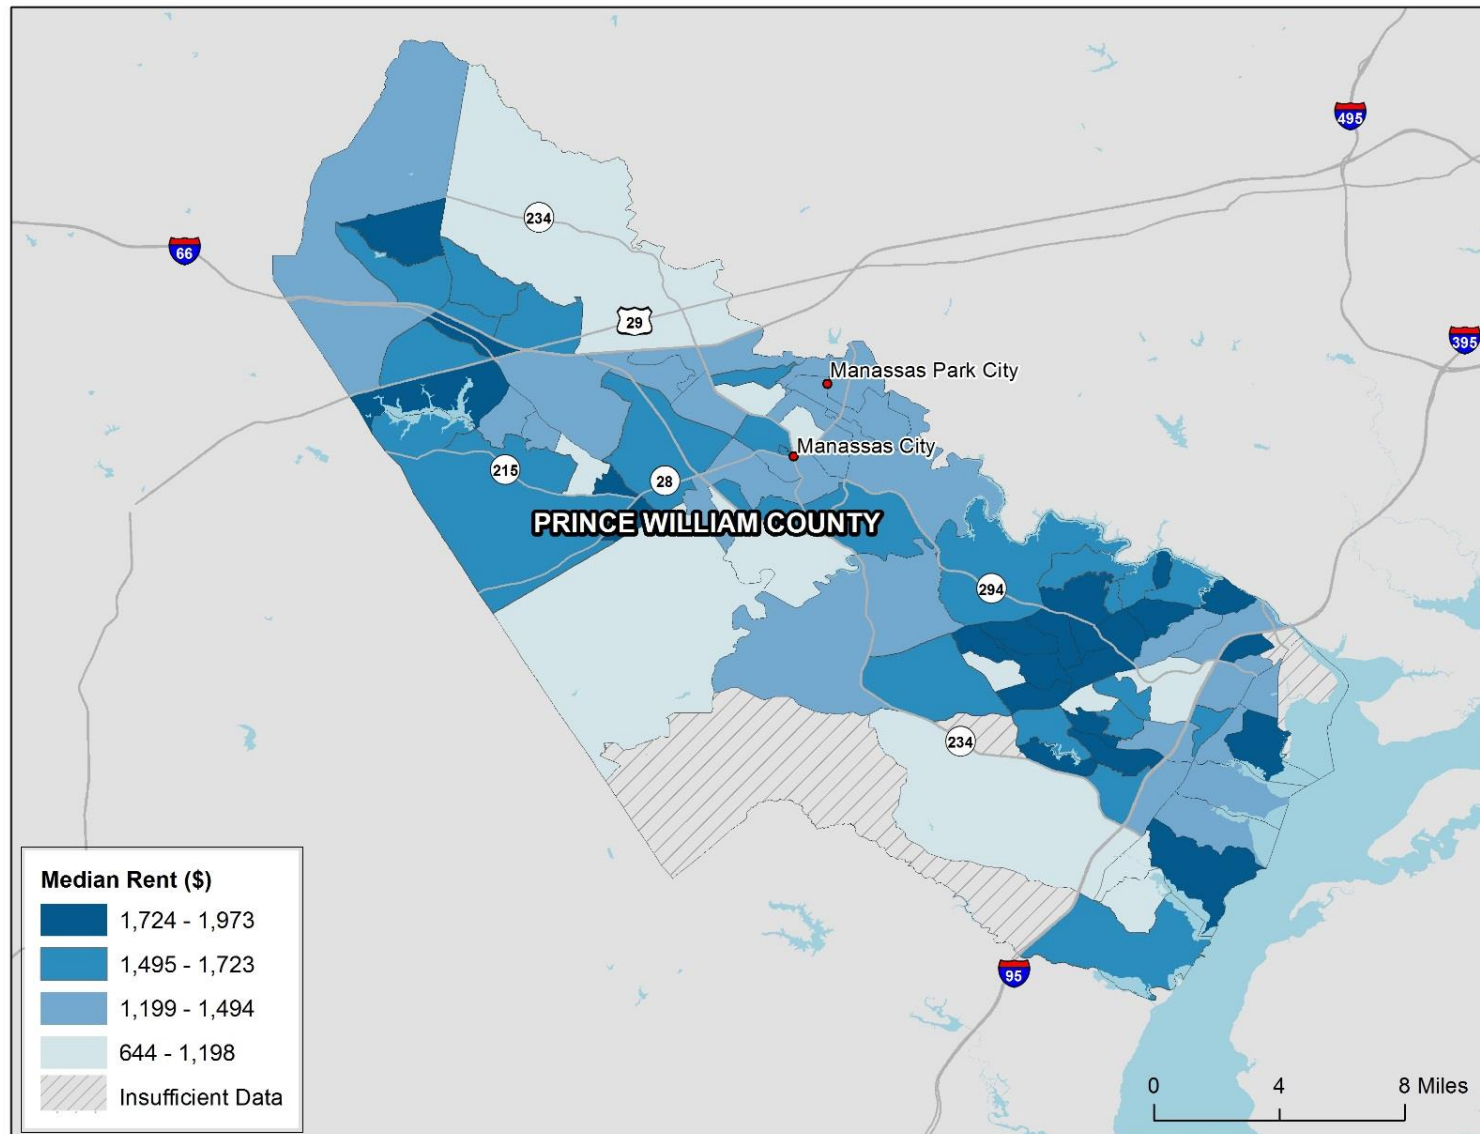 495
234
66
29
395
Manassas Park City
Manassas City
215
28
PRINCE WILLIAM COUNTY
294
234
95
Median Rent ($)
1,724 - 1,973
1,495 - 1,723
1,199 - 1,494
644 - 1,198
Insufficient Data
0 4 8 Miles